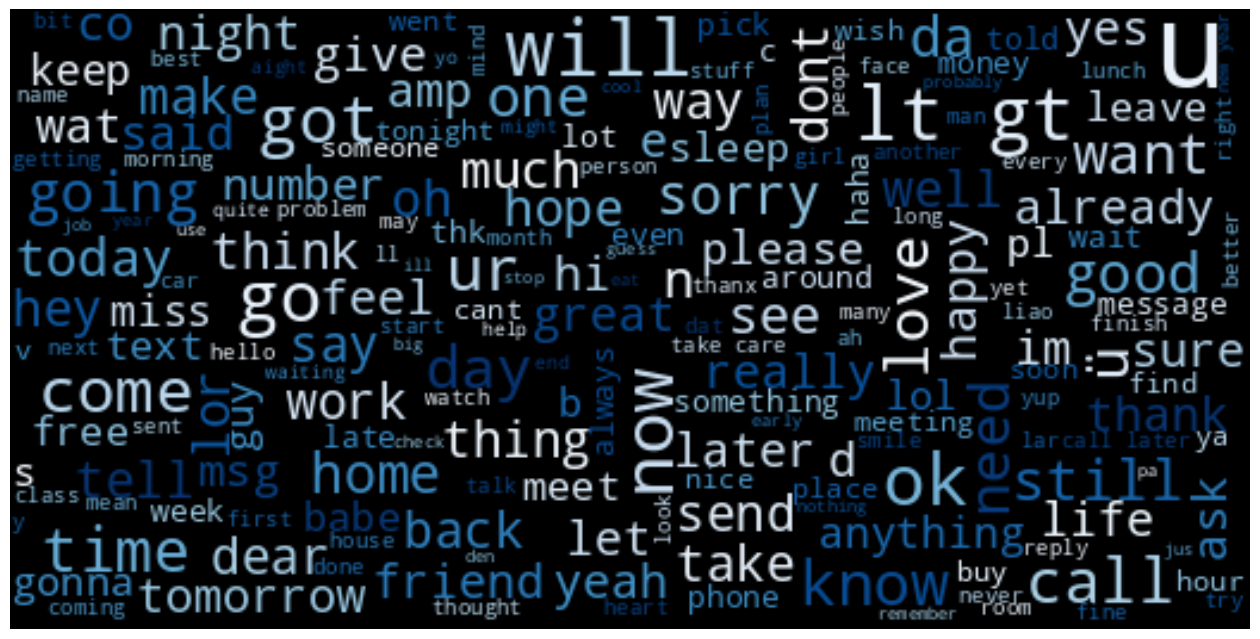 bit co night went pick wish da told yes u
best give yo mind will stuff c dont people face money lunch new year
keep aight cool probably
name make amp one way plan lt man gt leave right
wat said got tonight might lot
getting morning someone much person e sleep girl haha another every want
going number oh hope sorry well already
job year quite problem may even long
use thk month guess please love happy pl wait better
today think ll ill ur stop hi eat n thanx around yet good
car
hey miss go feel cant great dat see many liao message
start help finish
v next text hello say big take care ah im u sure
waiting day end always really soon find
come guy work watch b now something lol need yup thank
free sent lor late check thing early meeting smile larcall later ya
s tell msg home talk meet later d ok still pa
class mean nice place nothing
y week first babe back look send anything life ask
time dear house den let reply jus
gonna done friend yeah take know buy call hour
coming tomorrow thought heart phone never room fine try
remember